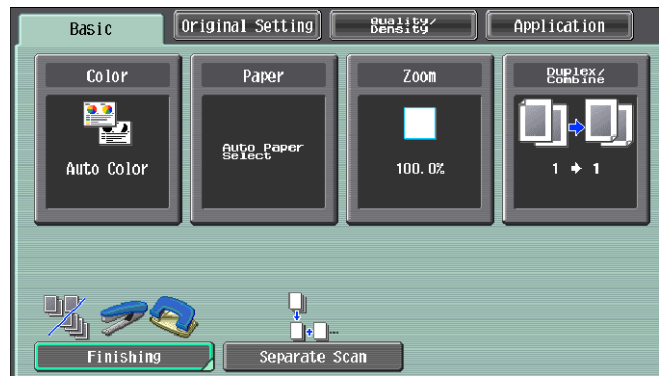 Basic
Original Setting
Quality/
Density
Application
Color
Paper
Zoom
Duplex/
Combine
Auto Color
Auto Paper
Select
100.0%
1 → 1
Finishing
Separate Scan